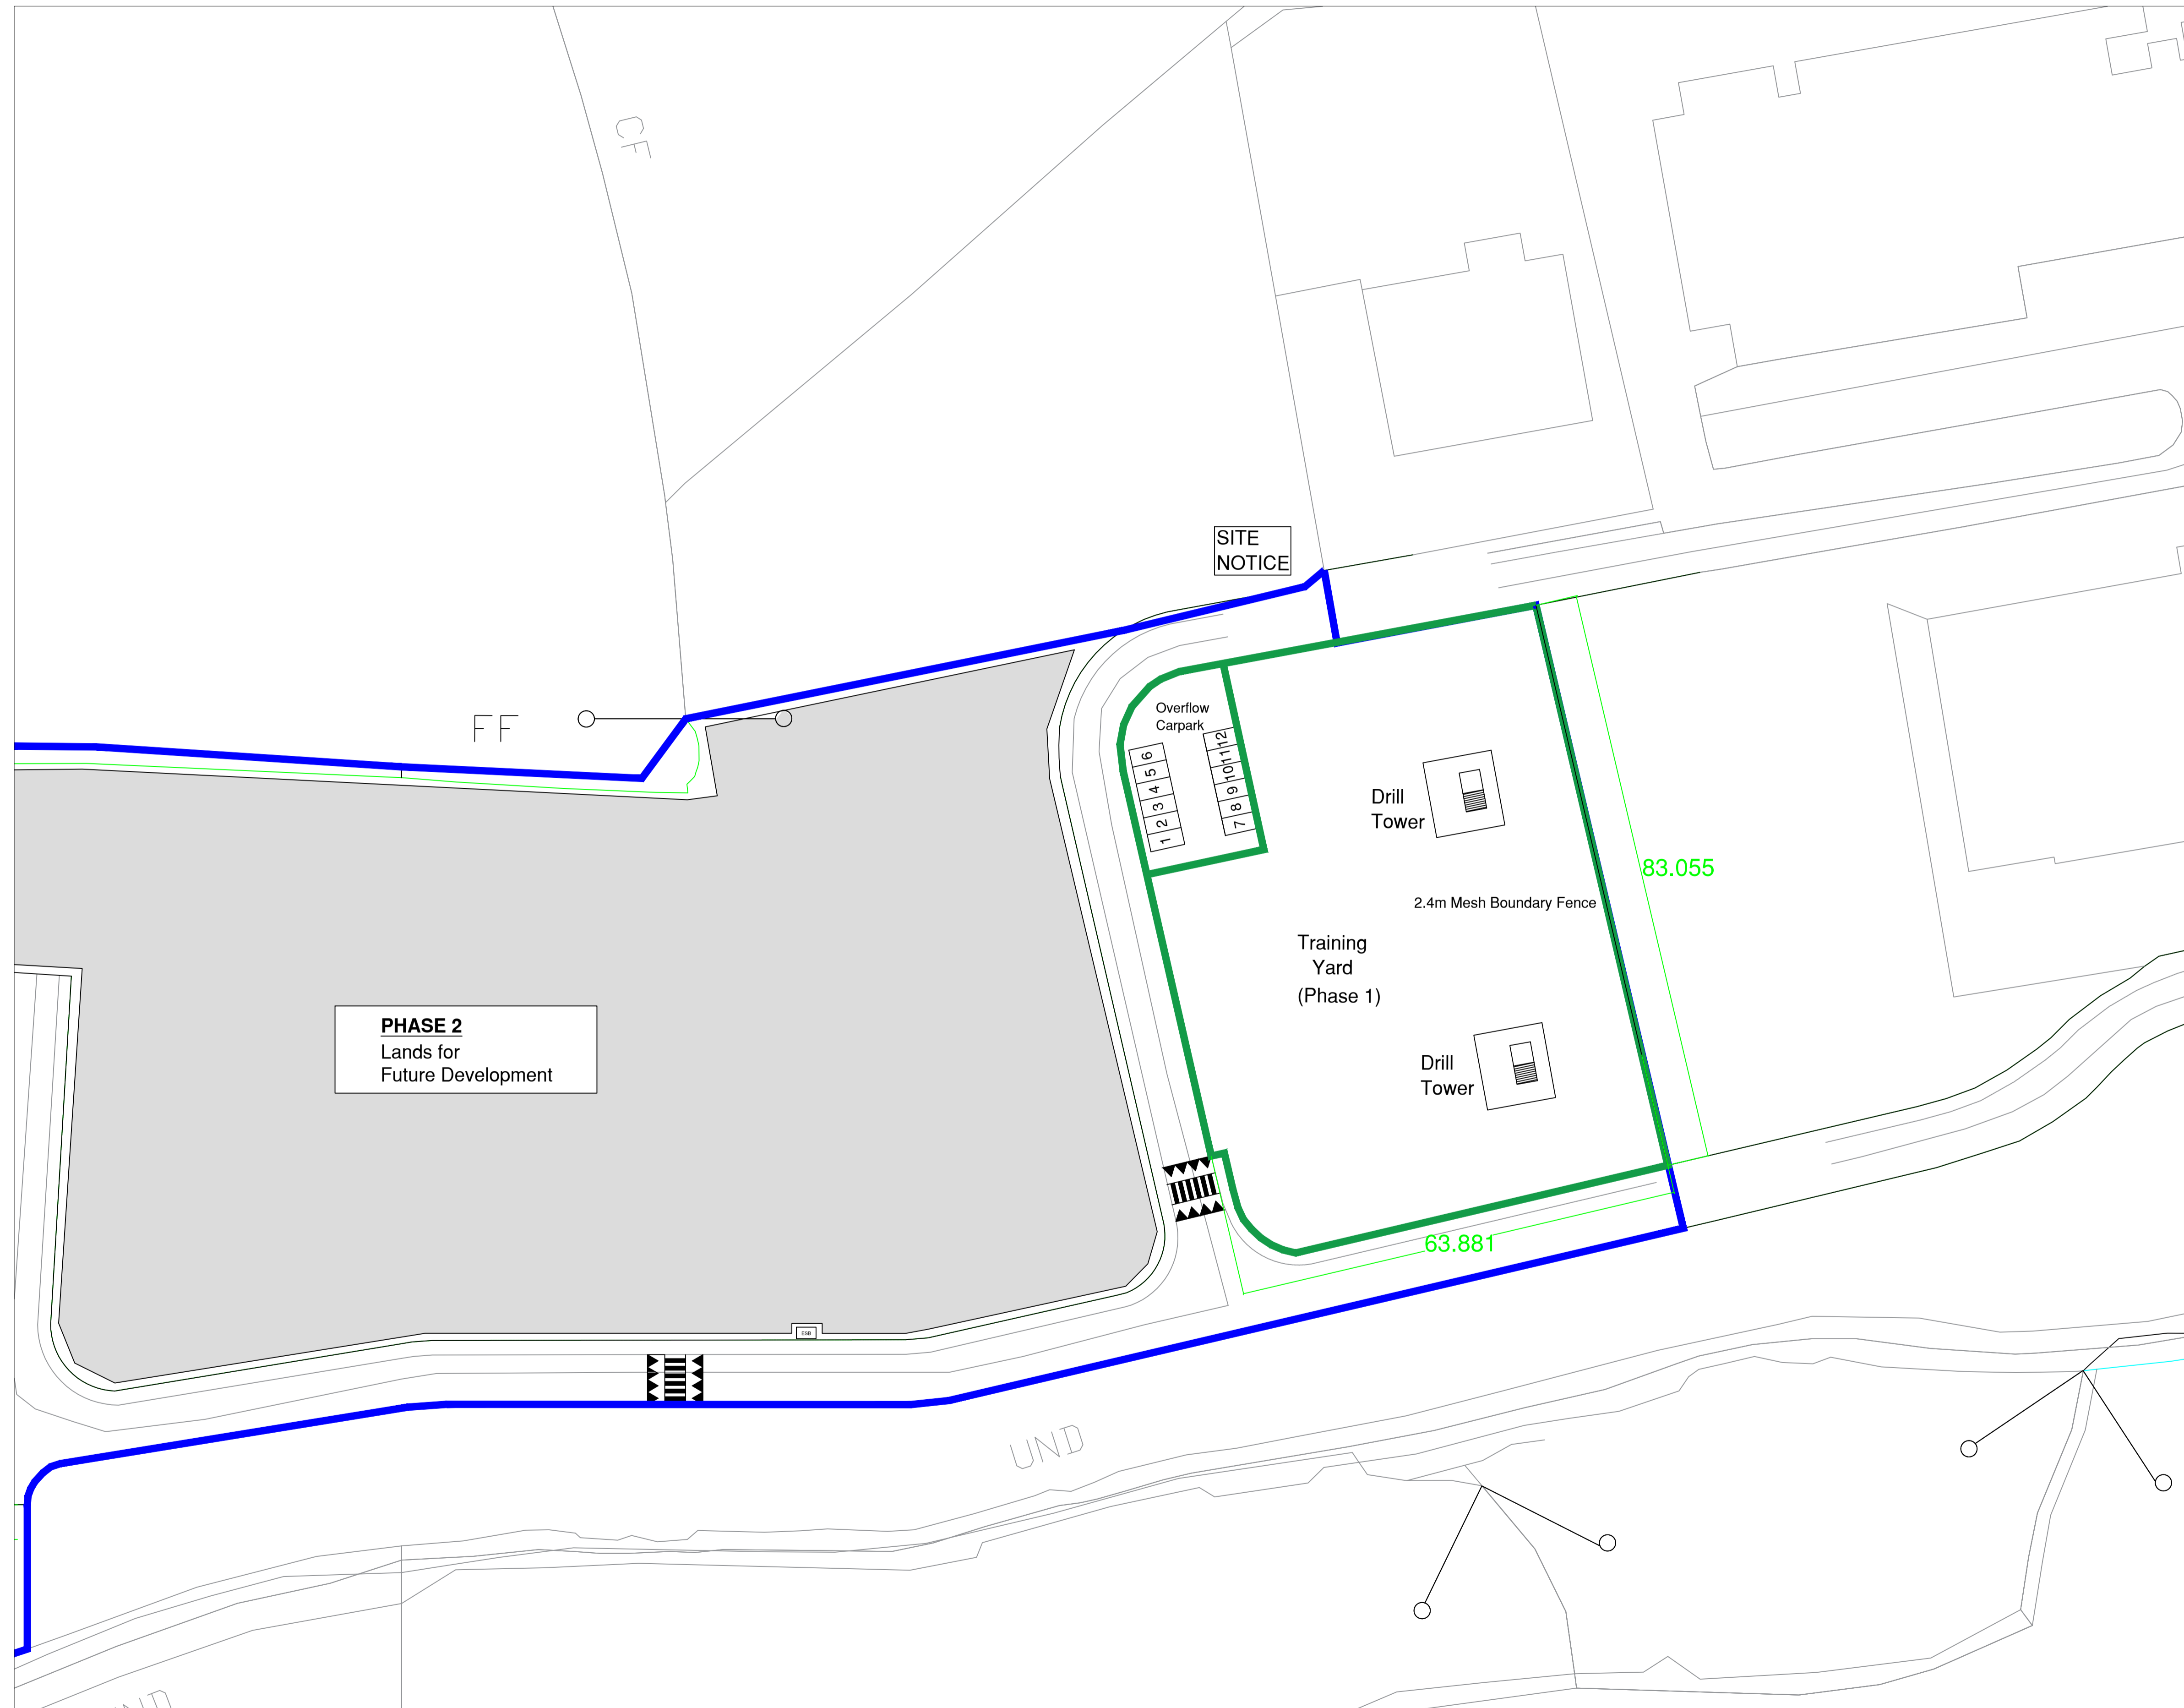 CF
SITE
NOTICE
FF
Overflow
Carpark
6
5
4
3
2
1
12
11
10
9
8
7
Drill
Tower
83.055
2.4m Mesh Boundary Fence
Training
Yard
(Phase 1)
PHASE 2
Lands for
Future Development
Drill
Tower
63.881
ESB
UND